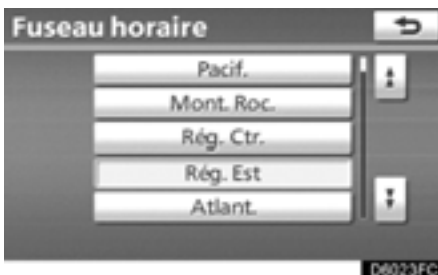 Fuseau horaire
Pacif.
Mont. Roc.
Rég. Ctr.
Rég. Est
Atlant.
D6023FC